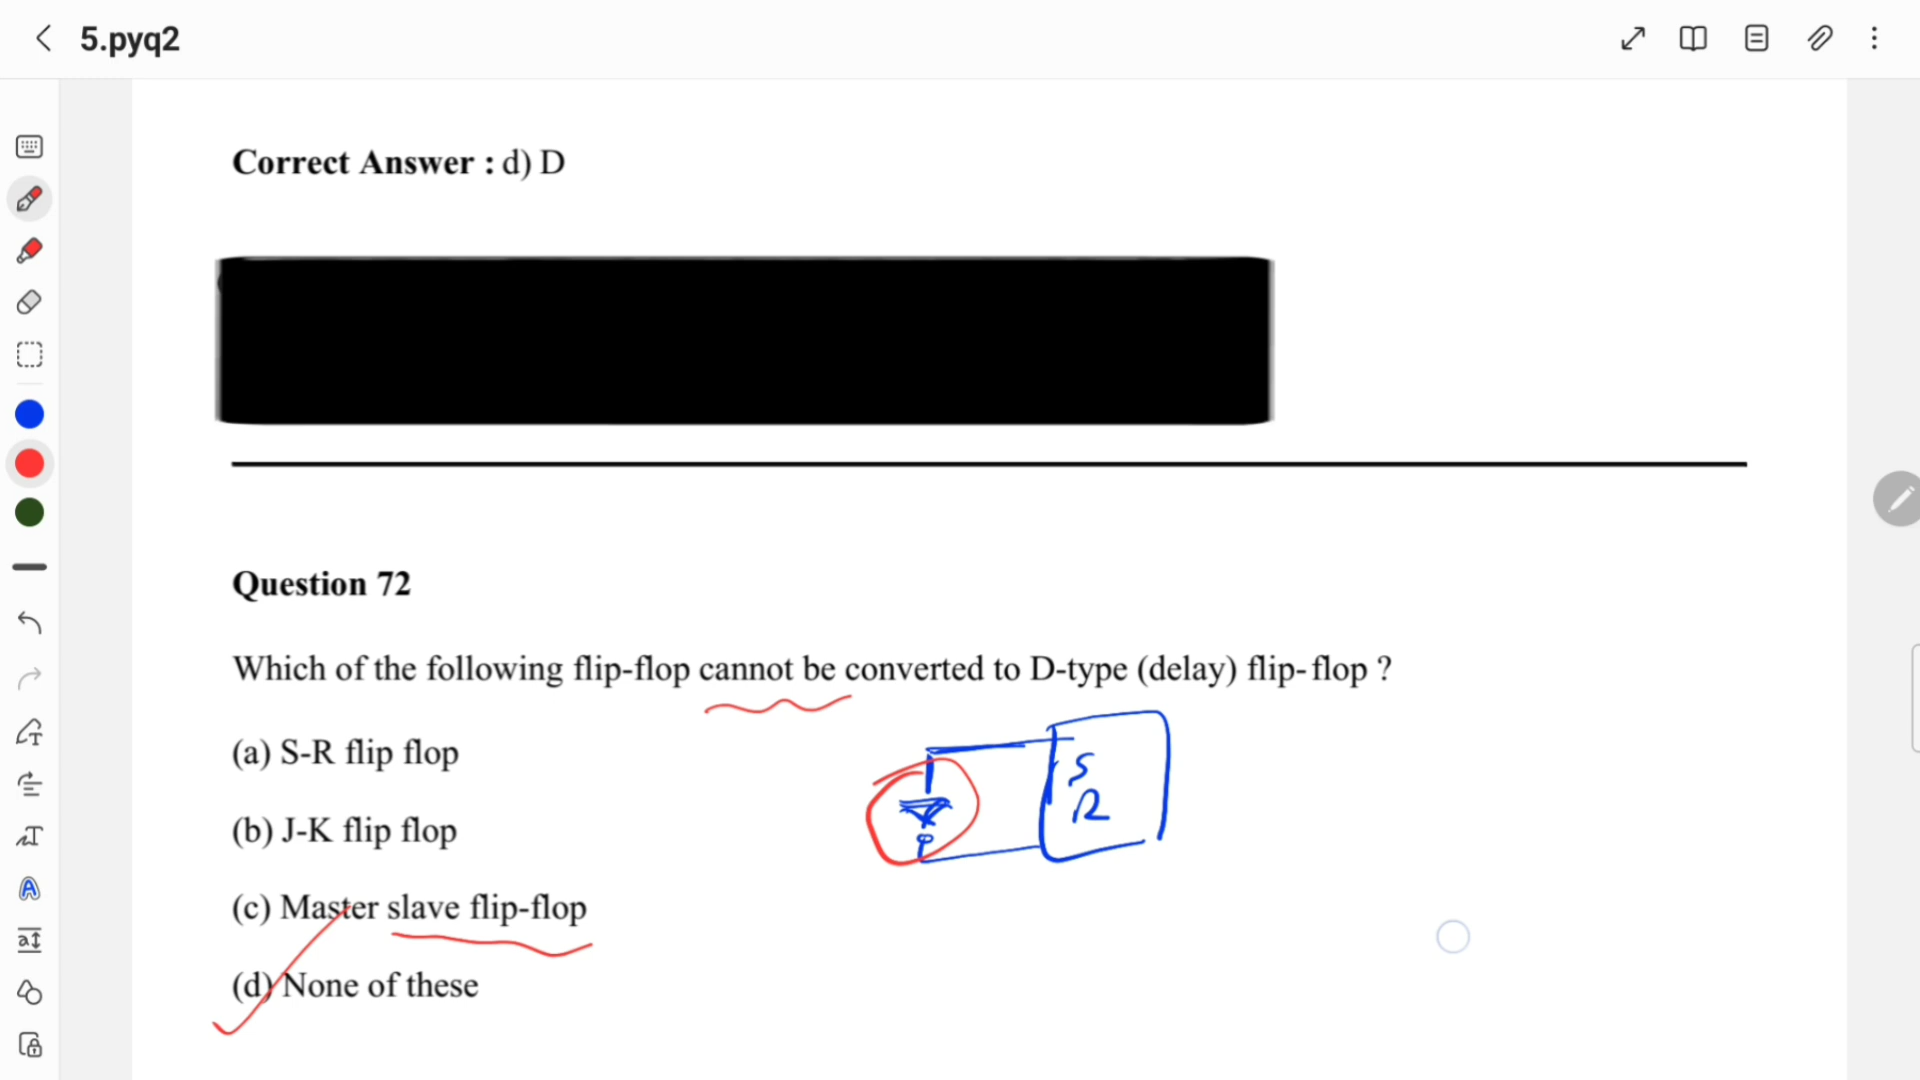 5.pyq2
Correct Answer : d) D
Question 72
Which of the following flip-flop cannot be converted to D-type (delay) flip-flop ?
(a) S-R flip flop
(b) J-K flip flop
(c) Master slave flip-flop
(d) None of these
S
R